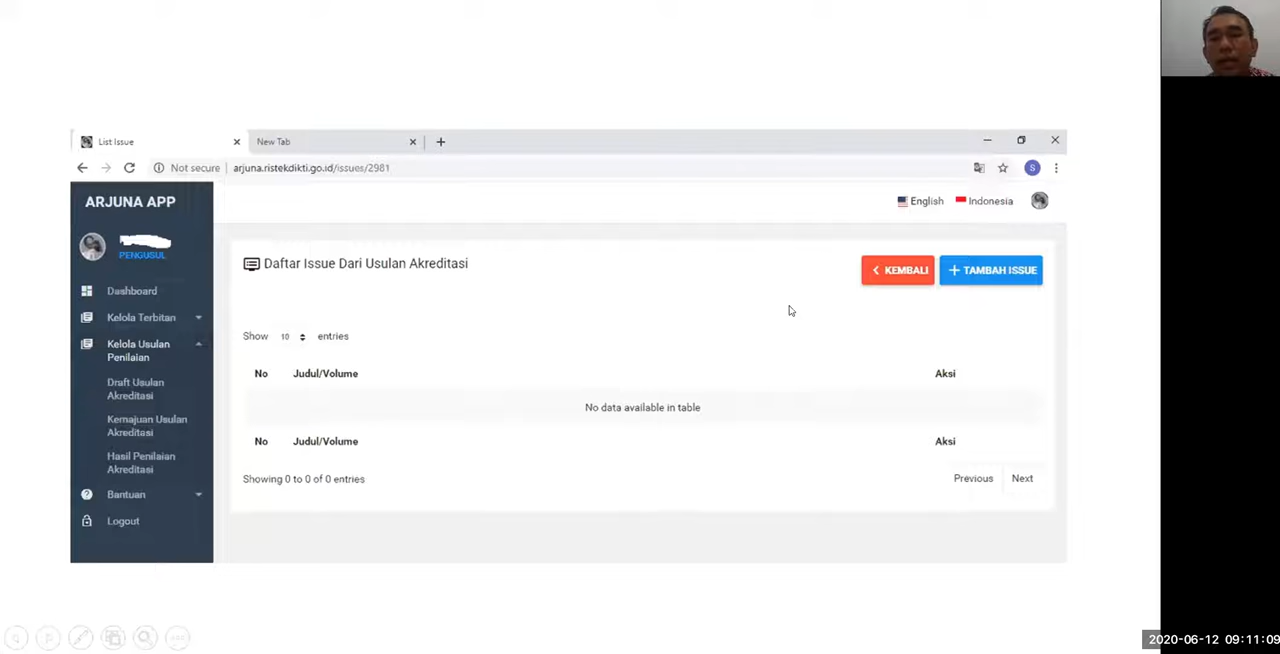 List Issue
New Tab
Not secure
arjuna.ristekdikti.go.id/issues/2981
S
ARJUNA APP
English
Indonesia
PENGUSUL
Daftar Issue Dari Usulan Akreditasi
KEMBALI
TAMBAH ISSUE
Dashboard
Kelola Terbitan
Kelola Usulan
Penilaian
Draft Usulan
Akreditasi
Kemajuan Usulan
Akreditasi
Hasil Penilaian
Akreditasi
Bantuan
Logout
Show 10 entries
No Judul/Volume Aksi
No data available in table
No Judul/Volume Aksi
Showing 0 to 0 of 0 entries
Previous Next
2020-06-12 09:11:09